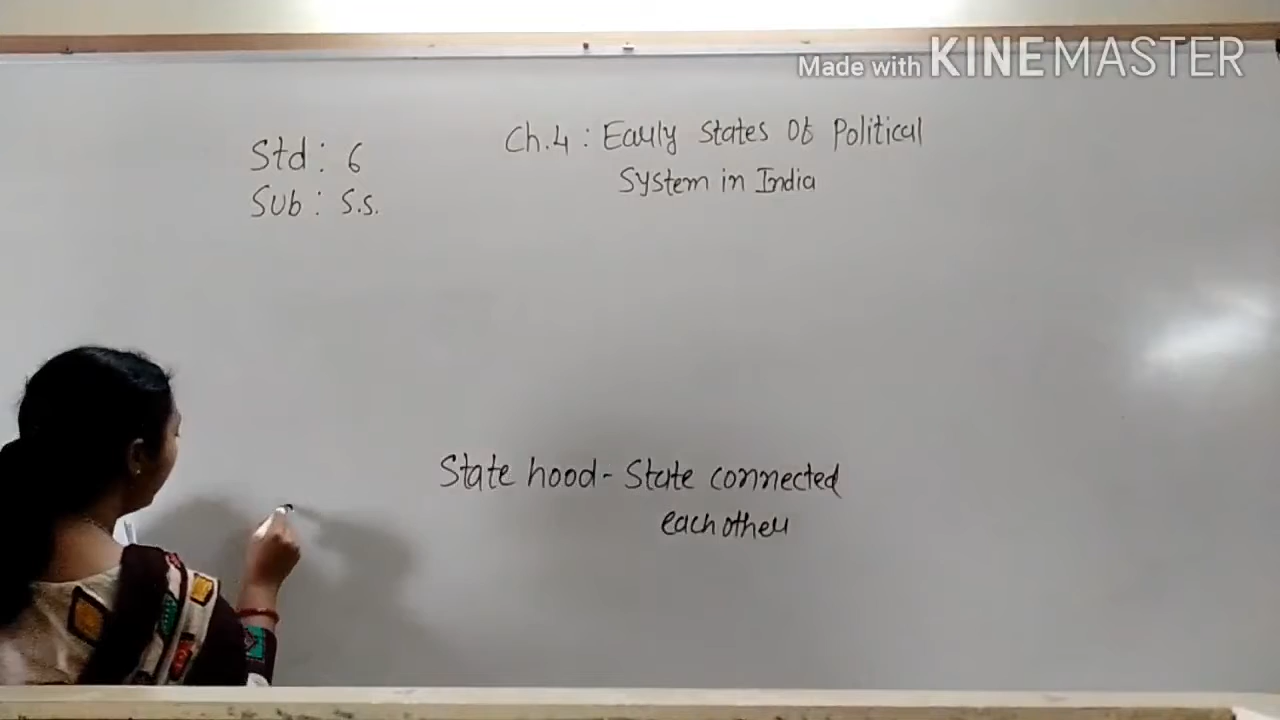 Made with KINEMASTER
Std : 6
Sub : S.S.
Ch.4 : Early States Of Political
System in India
State hood - State connected
each other